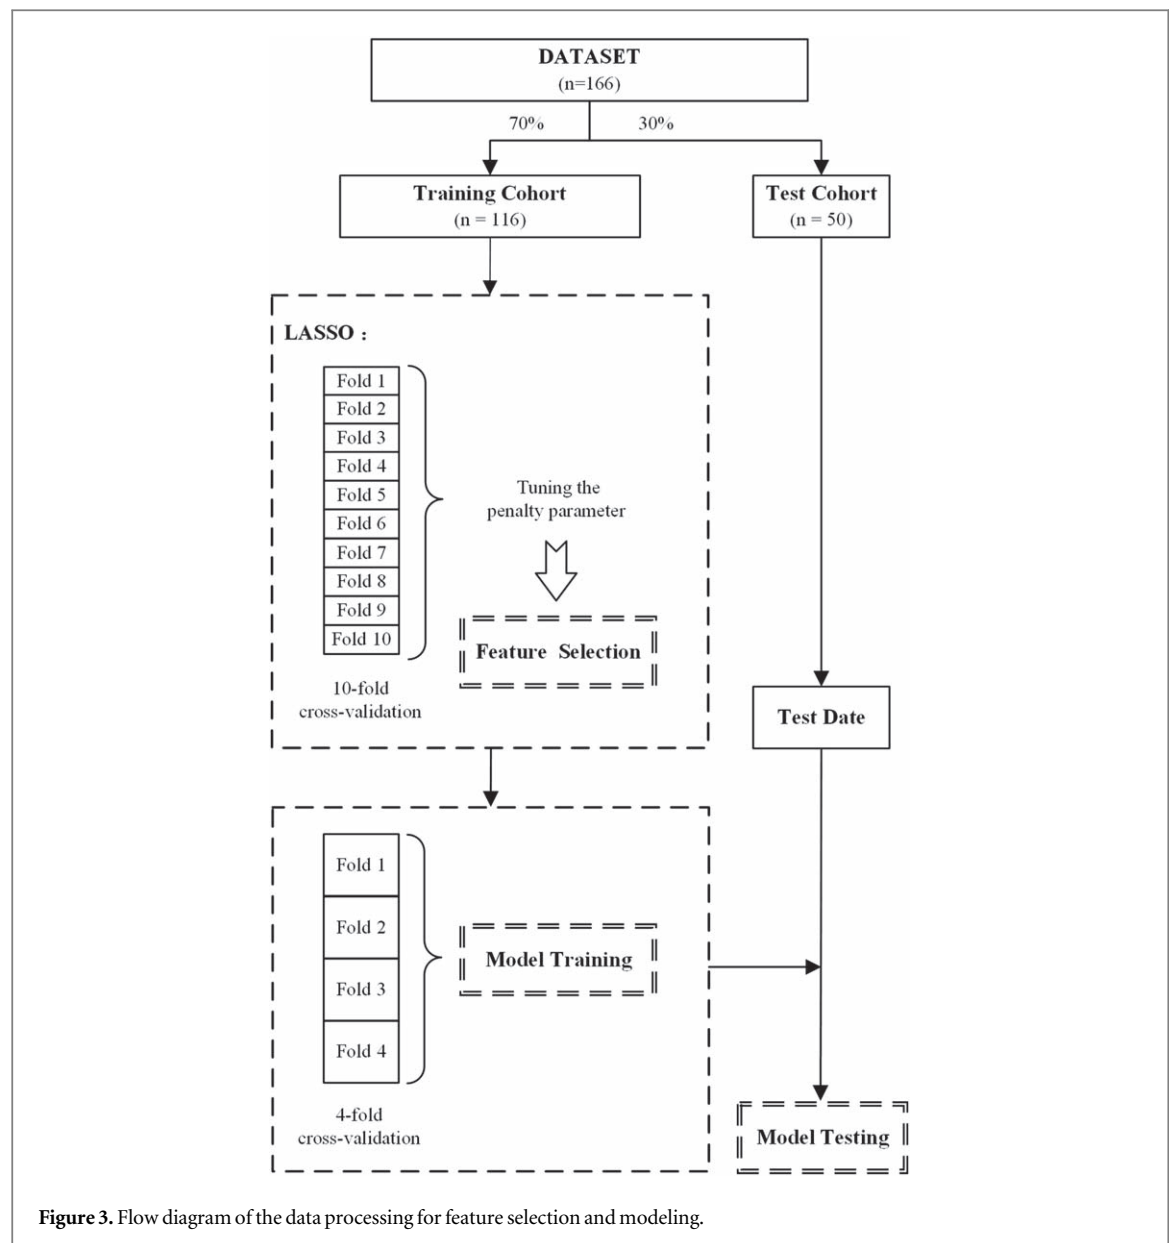 DATASET
(n=166)
70%
30%
Training Cohort
(n = 116)
Test Cohort
(n = 50)
LASSO :
Fold 1
Fold 2
Fold 3
Fold 4
Fold 5
Fold 6
Fold 7
Fold 8
Fold 9
Fold 10
10-fold
cross-validation
Tuning the
penalty parameter
Feature Selection
Test Date
Fold 1
Fold 2
Fold 3
Fold 4
4-fold
cross-validation
Model Training
Model Testing
Figure 3. Flow diagram of the data processing for feature selection and modeling.